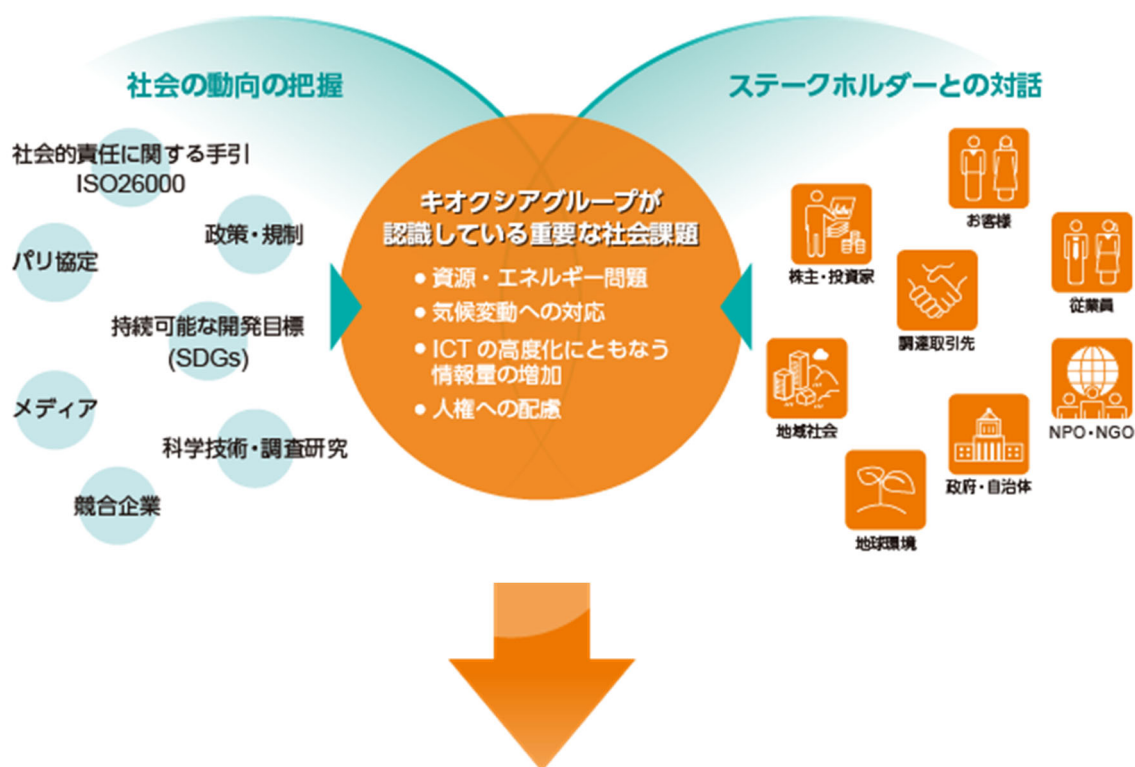 社会の動向の把握
社会的責任に関する手引
ISO26000
政策・規制
パリ協定
持続可能な開発目標
(SDGs)
メディア
科学技術・調査研究
競合企業
キオクシアグループが
認識している重要な社会課題
● 資源・エネルギー問題
● 気候変動への対応
● ICTの高度化にともなう
情報量の増加
● 人権への配慮
ステークホルダーとの対話
お客様
株主・投資家
従業員
調達取引先
地域社会
NPO・NGO
政府・自治体
地球環境